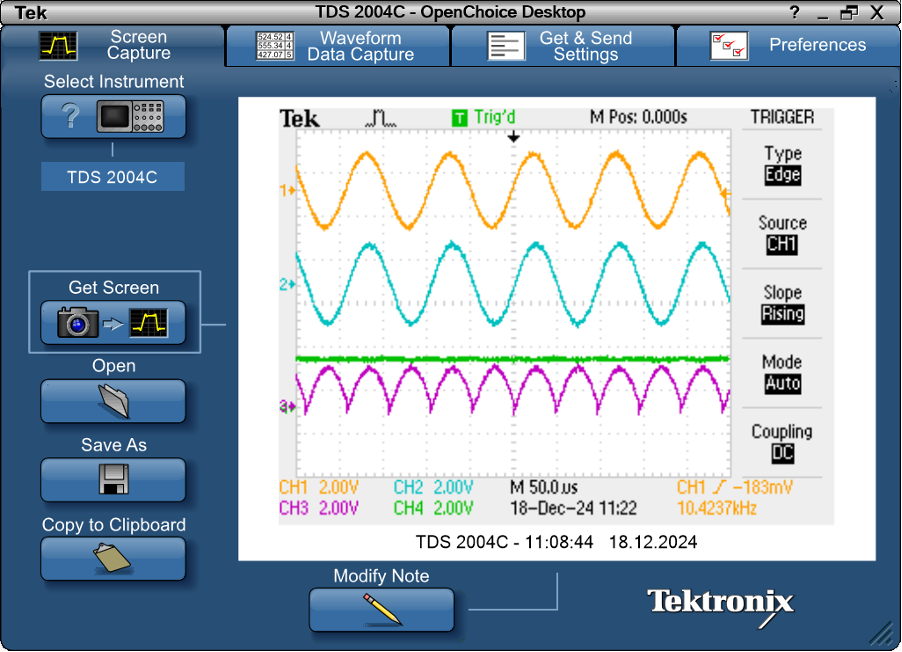 Tek
TDS 2004C - OpenChoice Desktop
? _ X
Screen
Capture
524.52 4
555.34 4
427.07 5
Waveform
Data Capture
Get & Send
Settings
Preferences
Select Instrument
?
TDS 2004C
Get Screen
Open
Save As
Copy to Clipboard
Tek
T Trig'd
M Pos: 0.000s
TRIGGER
Type
Edge
Source
CH1
Slope
Rising
Mode
Auto
Coupling
DC
1
2
3
CH1 2.00V CH2 2.00V M 50.0µs CH1 -183mV
CH3 2.00V CH4 2.00V 18-Dec-24 11:22 10.4237kHz
TDS 2004C - 11:08:44 18.12.2024
Modify Note
Tektronix